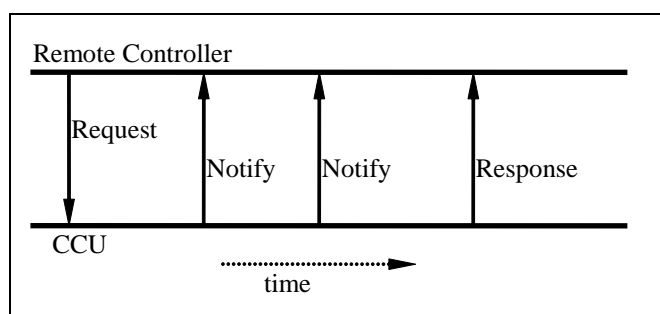 Remote Controller
Request
Notify
Notify
Response
CCU
time